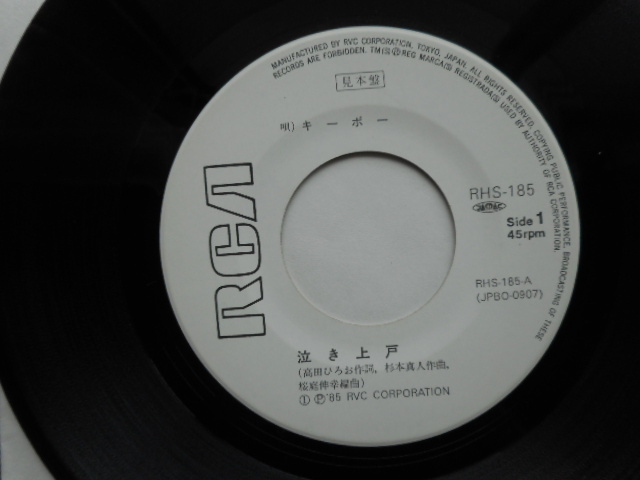 MANUFACTURED BY RVC CORPORATION, TOKYO, JAPAN. ALL RIGHTS RESERVED. COPYING PUBLIC PERFORMANCE, BROADCASTING OF THESE
RECORDS ARE FORBIDDEN. TM(S)®REG. MARCA(S) REGISTRADA(S) USED BY AUTHORITY OF RCA CORPORATION.
見本盤
唄) キーボー
RCA
RHS-185
JASRAC
Side 1
45rpm
RHS-185-A
(JPBO-0907)
泣き上戸
(高田ひろお作詞, 杉本真人作曲,
桜庭伸幸編曲)
① Ⓟ'85 RVC CORPORATION